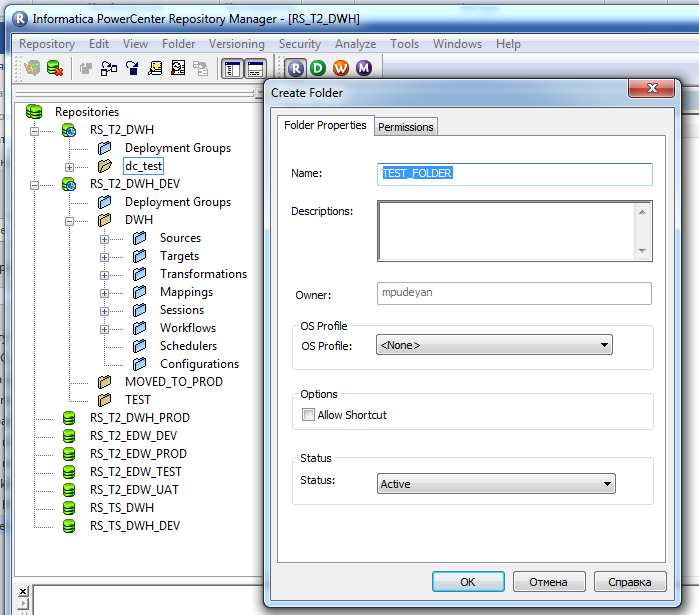 Informatica PowerCenter Repository Manager - [RS_T2_DWH]
Repository Edit View Folder Versioning Security Analyze Tools Windows Help
R D W M
Repositories
RS_T2_DWH
Deployment Groups
dc_test
RS_T2_DWH_DEV
Deployment Groups
DWH
Sources
Targets
Transformations
Mappings
Sessions
Workflows
Schedulers
Configurations
MOVED_TO_PROD
TEST
RS_T2_DWH_PROD
RS_T2_EDW_DEV
RS_T2_EDW_PROD
RS_T2_EDW_TEST
RS_T2_EDW_UAT
RS_TS_DWH
RS_TS_DWH_DEV
Create Folder
Folder Properties Permissions
Name: TEST_FOLDER
Descriptions:
Owner: mpudeyan
OS Profile
OS Profile: <None>
Options
Allow Shortcut
Status
Status: Active
OK Отмена Справка